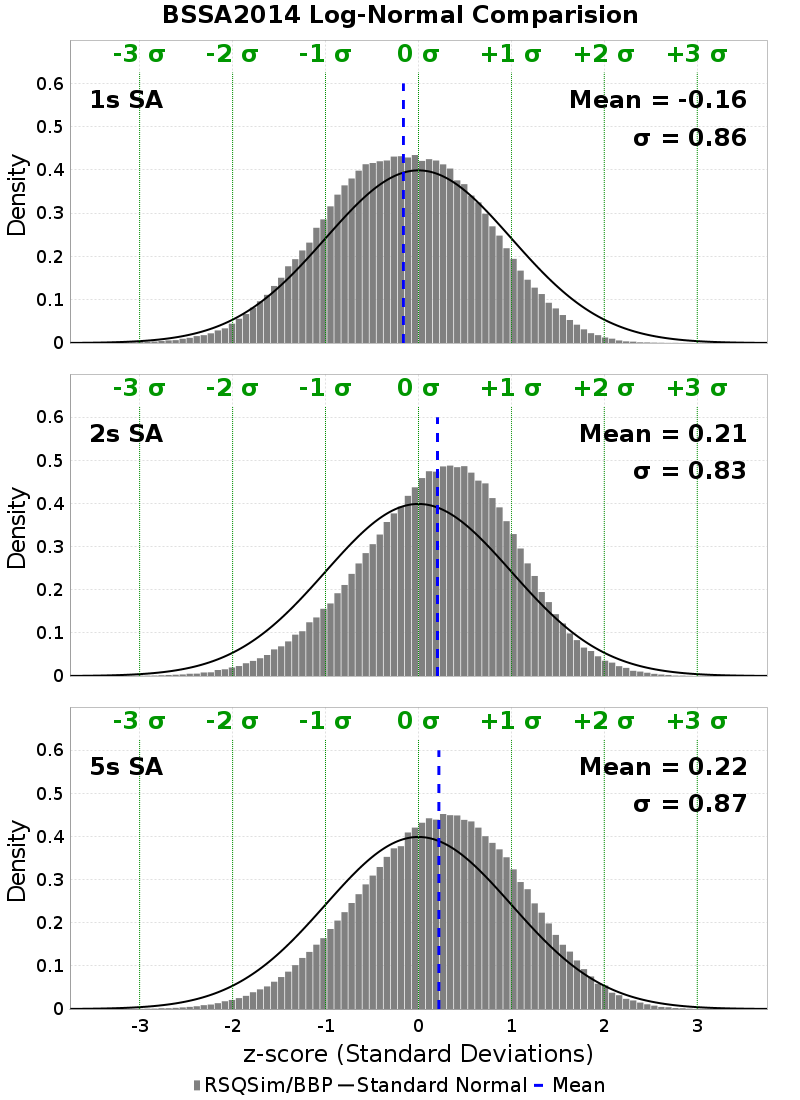 BSSA2014 Log-Normal Comparision
-3 σ -2 σ -1 σ 0 σ +1 σ +2 σ +3 σ
1s SA
Mean = -0.16
σ = 0.86
Density
0.6
0.5
0.4
0.3
0.2
0.1
0
-3 σ -2 σ -1 σ 0 σ +1 σ +2 σ +3 σ
2s SA
Mean = 0.21
σ = 0.83
Density
0.6
0.5
0.4
0.3
0.2
0.1
0
-3 σ -2 σ -1 σ 0 σ +1 σ +2 σ +3 σ
5s SA
Mean = 0.22
σ = 0.87
Density
0.6
0.5
0.4
0.3
0.2
0.1
0
-3 -2 -1 0 1 2 3
z-score (Standard Deviations)
RSQSim/BBP Standard Normal Mean